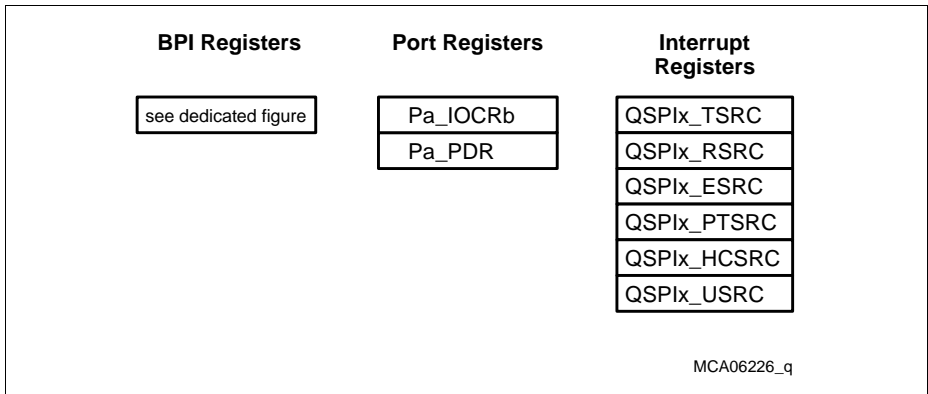 BPI Registers
Port Registers
Interrupt
Registers
see dedicated figure
Pa_IOCRb
Pa_PDR
QSPIx_TSRC
QSPIx_RSRC
QSPIx_ESRC
QSPIx_PTSRC
QSPIx_HCSRC
QSPIx_USRC
MCA06226_q